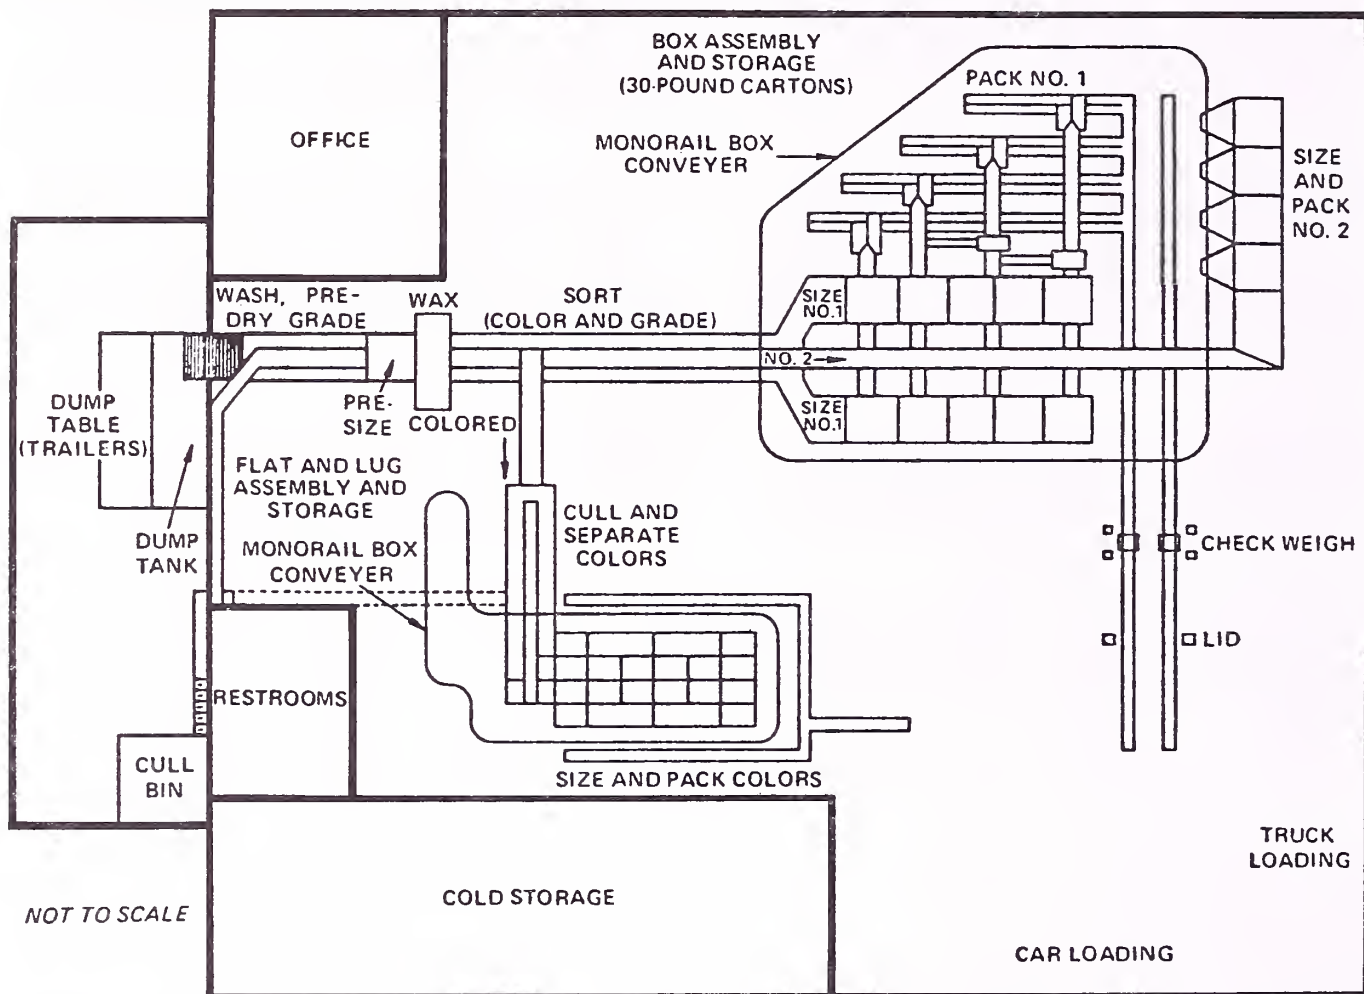 BOX ASSEMBLY
AND STORAGE
(30-POUND CARTONS)
PACK NO. 1
OFFICE
MONORAIL BOX
CONVEYER
SIZE
AND
PACK
NO. 2
WASH, PRE-
DRY GRADE
WAX
SORT
(COLOR AND GRADE)
SIZE
NO.1
NO. 2
SIZE
NO.1
DUMP
TABLE
(TRAILERS)
PRE-
SIZE
COLORED
FLAT AND LUG
ASSEMBLY AND
STORAGE
DUMP
TANK
MONORAIL BOX
CONVEYER
CULL AND
SEPARATE
COLORS
CHECK WEIGH
LID
RESTROOMS
CULL
BIN
SIZE AND PACK COLORS
TRUCK
LOADING
COLD STORAGE
NOT TO SCALE
CAR LOADING